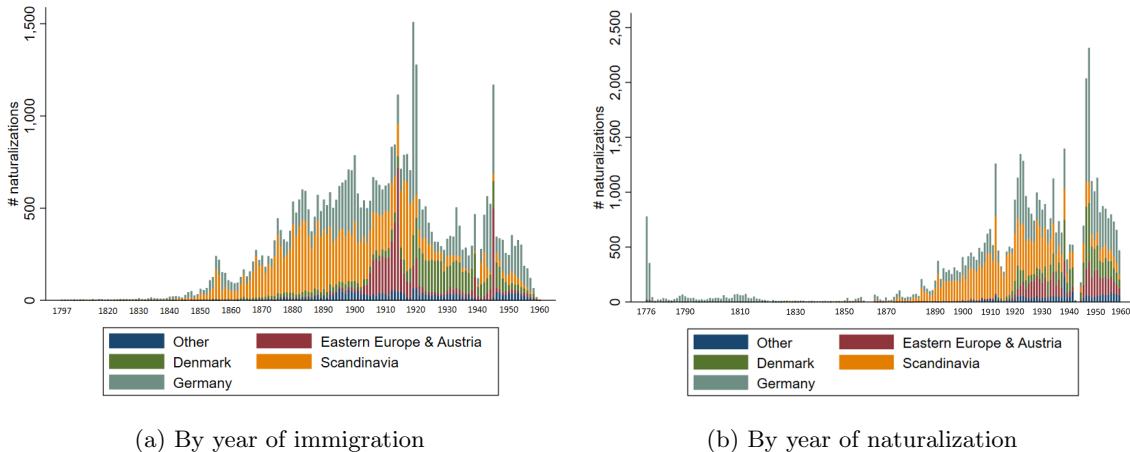 # naturalizations
1,500
1,000
500
0
1797 1820 1830 1840 1850 1860 1870 1880 1890 1900 1910 1920 1930 1940 1950 1960
Other Eastern Europe & Austria
Denmark Scandinavia
Germany
(a) By year of immigration
# naturalizations
2,500
2,000
1,500
1,000
500
0
1776 1790 1810 1830 1850 1870 1880 1890 1900 1910 1920 1930 1940 1950 1960
Other Eastern Europe & Austria
Denmark Scandinavia
Germany
(b) By year of naturalization